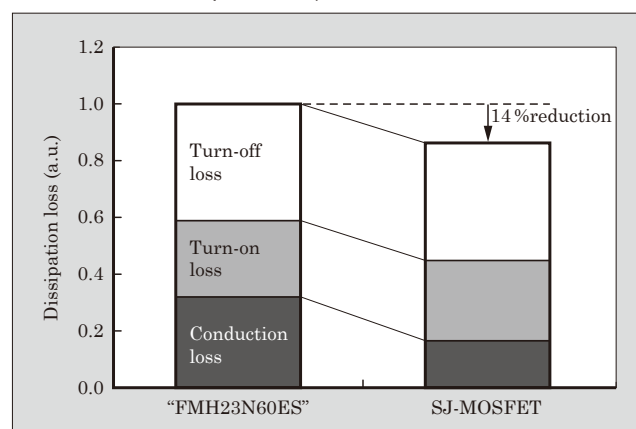 1.2
1.0
0.8
0.6
0.4
0.2
0.0
Dissipation loss (a.u.)
14 %reduction
Turn-off
loss
Turn-on
loss
Conduction
loss
“FMH23N60ES”
SJ-MOSFET